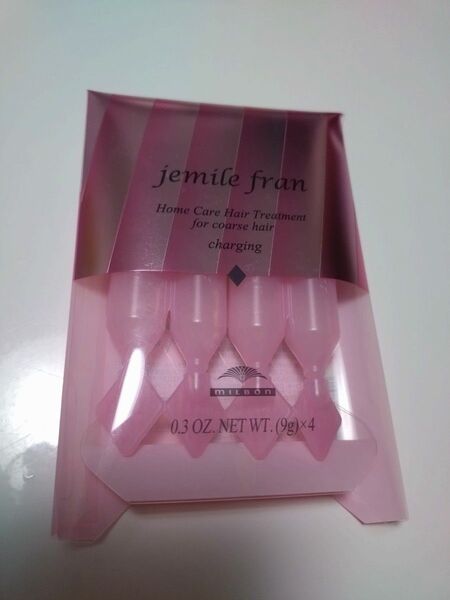 jemile fran
Home Care Hair Treatment
for coarse hair
charging
MILBON
0.3 OZ. NET WT. (9g)×4